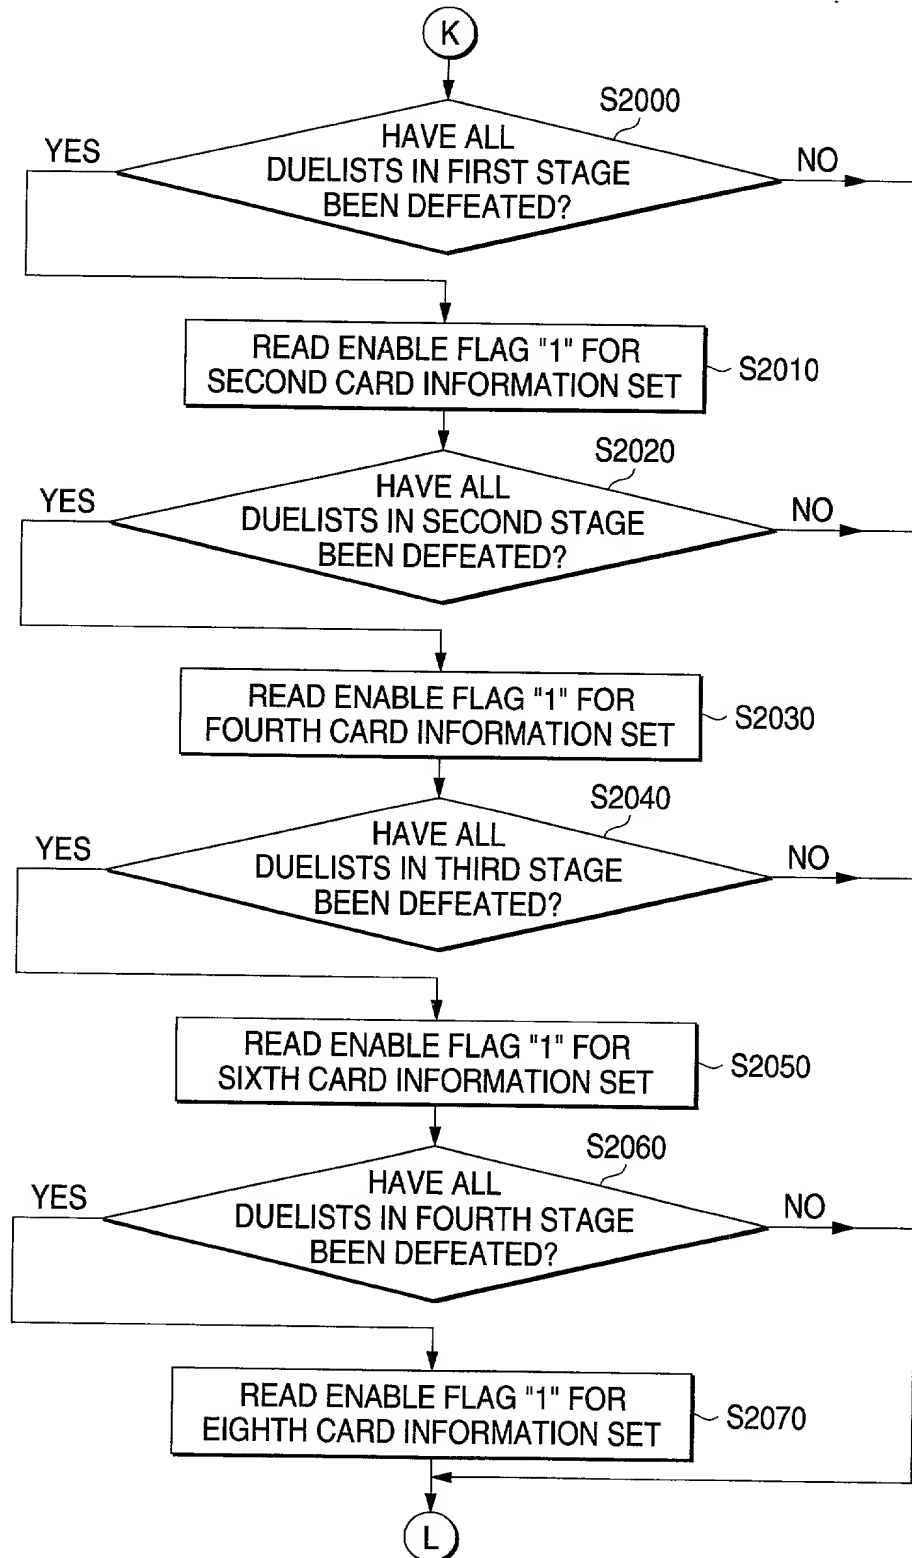 K
S2000
YES
HAVE ALL
DUELISTS IN FIRST STAGE
BEEN DEFEATED?
NO
READ ENABLE FLAG "1" FOR
SECOND CARD INFORMATION SET
S2010
S2020
YES
HAVE ALL
DUELISTS IN SECOND STAGE
BEEN DEFEATED?
NO
READ ENABLE FLAG "1" FOR
FOURTH CARD INFORMATION SET
S2030
S2040
YES
HAVE ALL
DUELISTS IN THIRD STAGE
BEEN DEFEATED?
NO
READ ENABLE FLAG "1" FOR
SIXTH CARD INFORMATION SET
S2050
S2060
YES
HAVE ALL
DUELISTS IN FOURTH STAGE
BEEN DEFEATED?
NO
READ ENABLE FLAG "1" FOR
EIGHTH CARD INFORMATION SET
S2070
L